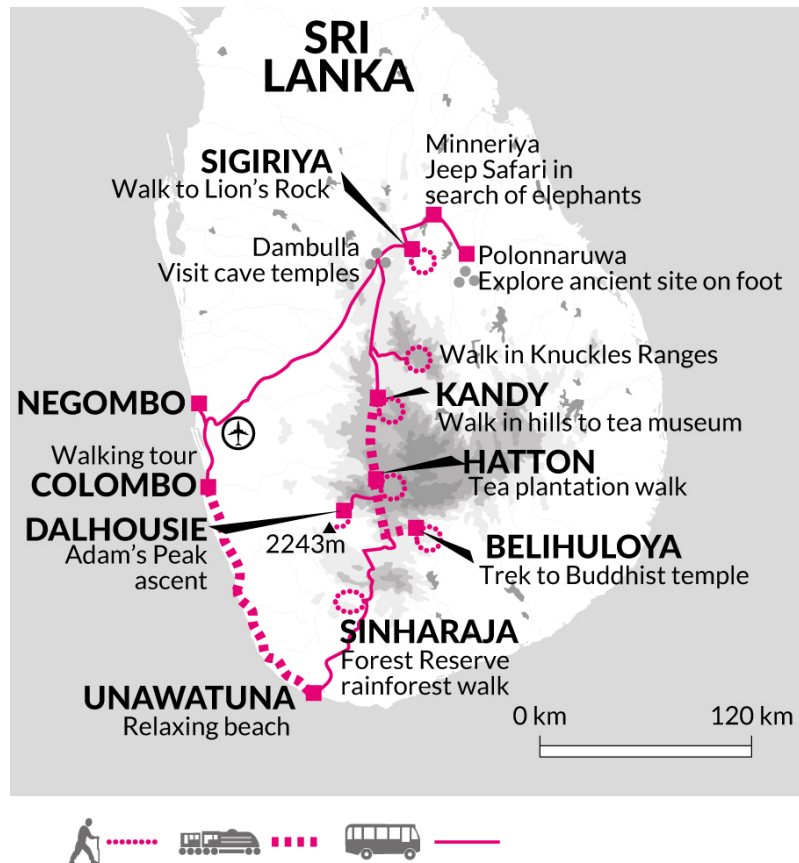 SRI
LANKA
Minneriya
Jeep Safari in
search of elephants
SIGIRIYA
Walk to Lion's Rock
Dambulla
Visit cave temples
Polonnaruwa
Explore ancient site on foot
Walk in Knuckles Ranges
NEGOMBO
KANDY
Walk in hills to tea museum
Walking tour
COLOMBO
HATTON
Tea plantation walk
DALHOUSIE
Adam's Peak
ascent
2243m
BELIHULOYA
Trek to Buddhist temple
SINHARAJA
Forest Reserve
rainforest walk
UNAWATUNA
Relaxing beach
0 km 120 km